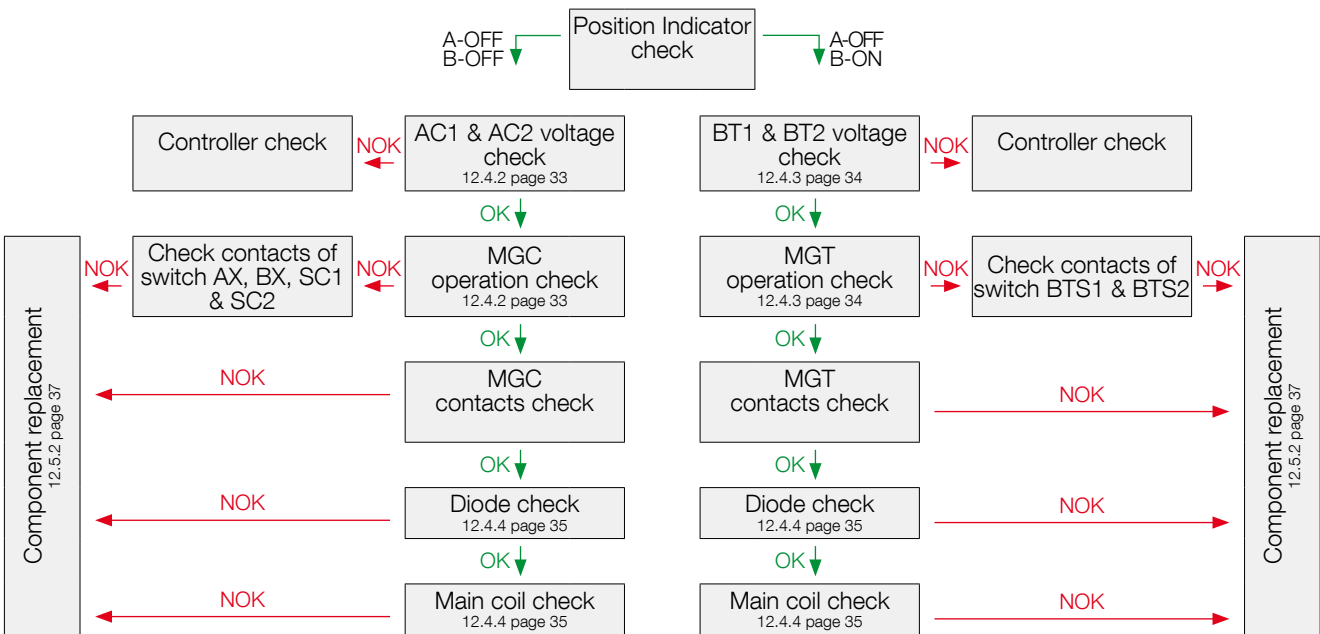 Position Indicator
check
A-OFF
B-OFF
A-OFF
B-ON
Controller check
NOK
AC1 & AC2 voltage
check
12.4.2 page 33
BT1 & BT2 voltage
check
12.4.3 page 34
NOK
Controller check
OK
OK
Component replacement
12.5.2 page 37
NOK
Check contacts of
switch AX, BX, SC1
& SC2
NOK
MGC
operation check
12.4.2 page 33
MGT
operation check
12.4.3 page 34
NOK
Check contacts of
switch BTS1 & BTS2
NOK
Component replacement
12.5.2 page 37
OK
OK
NOK
MGC
contacts check
MGT
contacts check
NOK
OK
OK
NOK
Diode check
12.4.4 page 35
Diode check
12.4.4 page 35
NOK
OK
OK
NOK
Main coil check
12.4.4 page 35
Main coil check
12.4.4 page 35
NOK